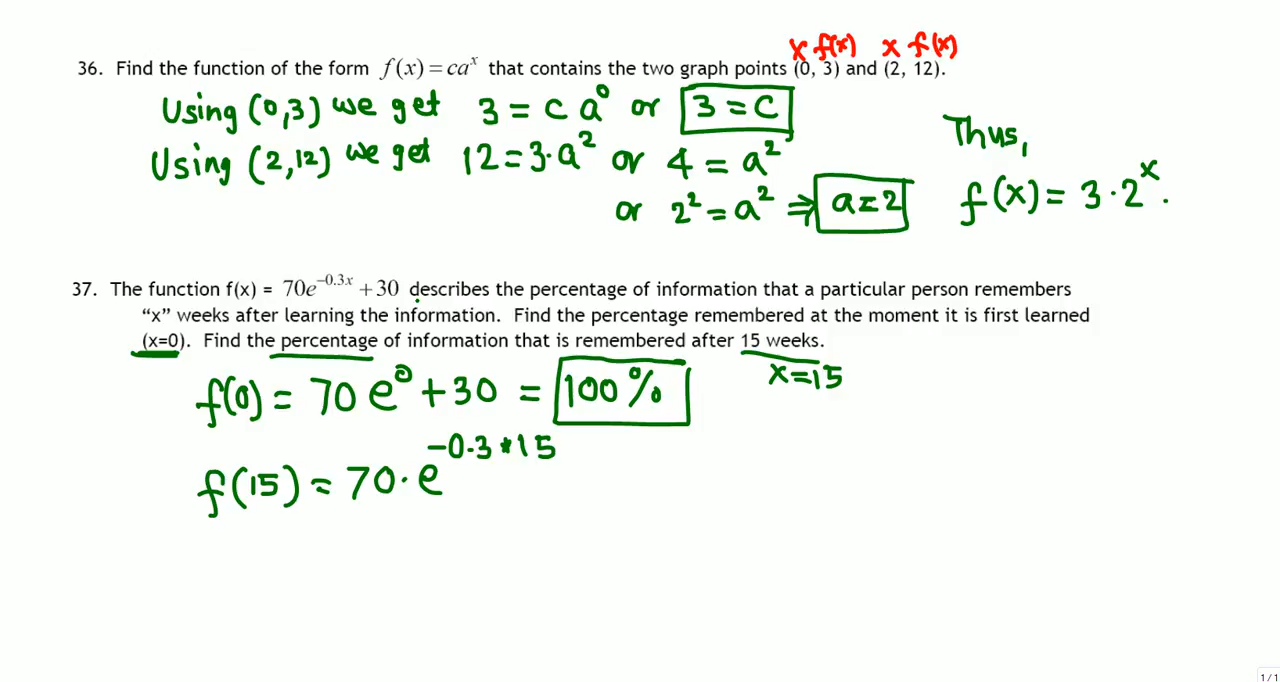 x f(x) x f(x)
36. Find the function of the form f(x) = ca^x that contains the two graph points (0, 3) and (2, 12).
Using (0,3) we get 3 = c a^0 or 3 = c
Using (2,12) we get 12 = 3·a^2 or 4 = a^2
or 2^2 = a^2 ⇒ a = 2
Thus,
f(x) = 3·2^x.
37. The function f(x) = 70e^{-0.3x} + 30 describes the percentage of information that a particular person remembers
“x” weeks after learning the information. Find the percentage remembered at the moment it is first learned
(x=0). Find the percentage of information that is remembered after 15 weeks.
x=15
f(0) = 70 e^0 + 30 = 100%
f(15) = 70·e^{-0.3*15}
1/1